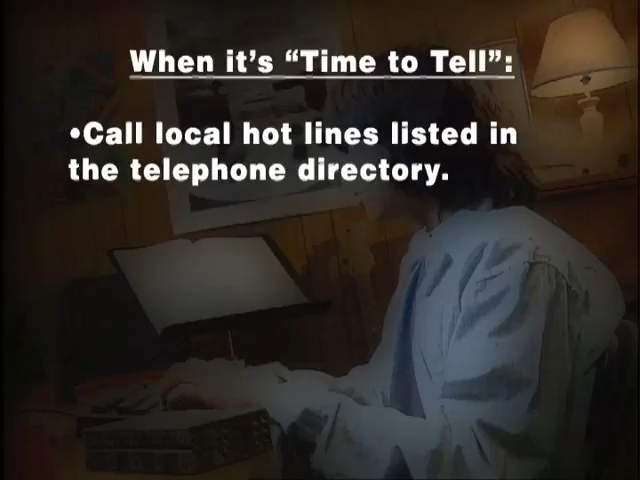 When it's “Time to Tell”:
•Call local hot lines listed in
the telephone directory.